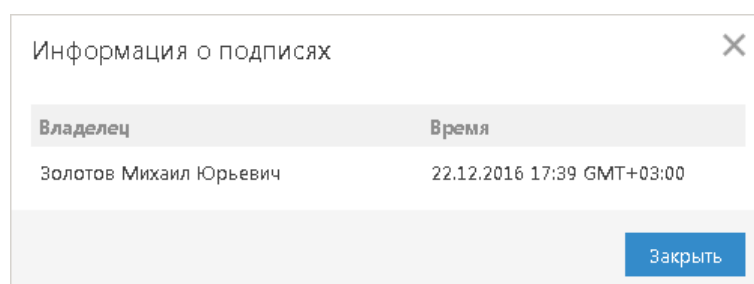 Информация о подписях
Владелец Время
Золотов Михаил Юрьевич 22.12.2016 17:39 GMT+03:00
Закрыть